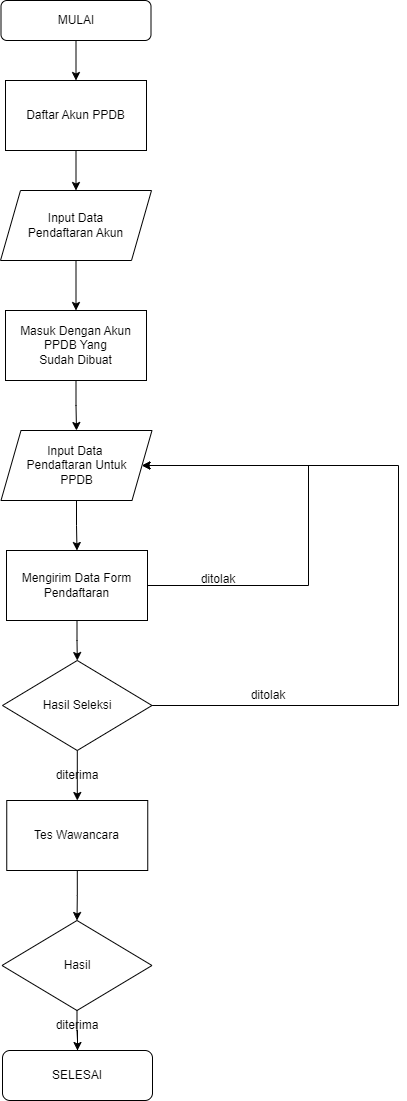 MULAI
Daftar Akun PPDB
Input Data
Pendaftaran Akun
Masuk Dengan Akun
PPDB Yang
Sudah Dibuat
Input Data
Pendaftaran Untuk
PPDB
Mengirim Data Form
Pendaftaran
ditolak
Hasil Seleksi
ditolak
diterima
Tes Wawancara
Hasil
diterima
SELESAI